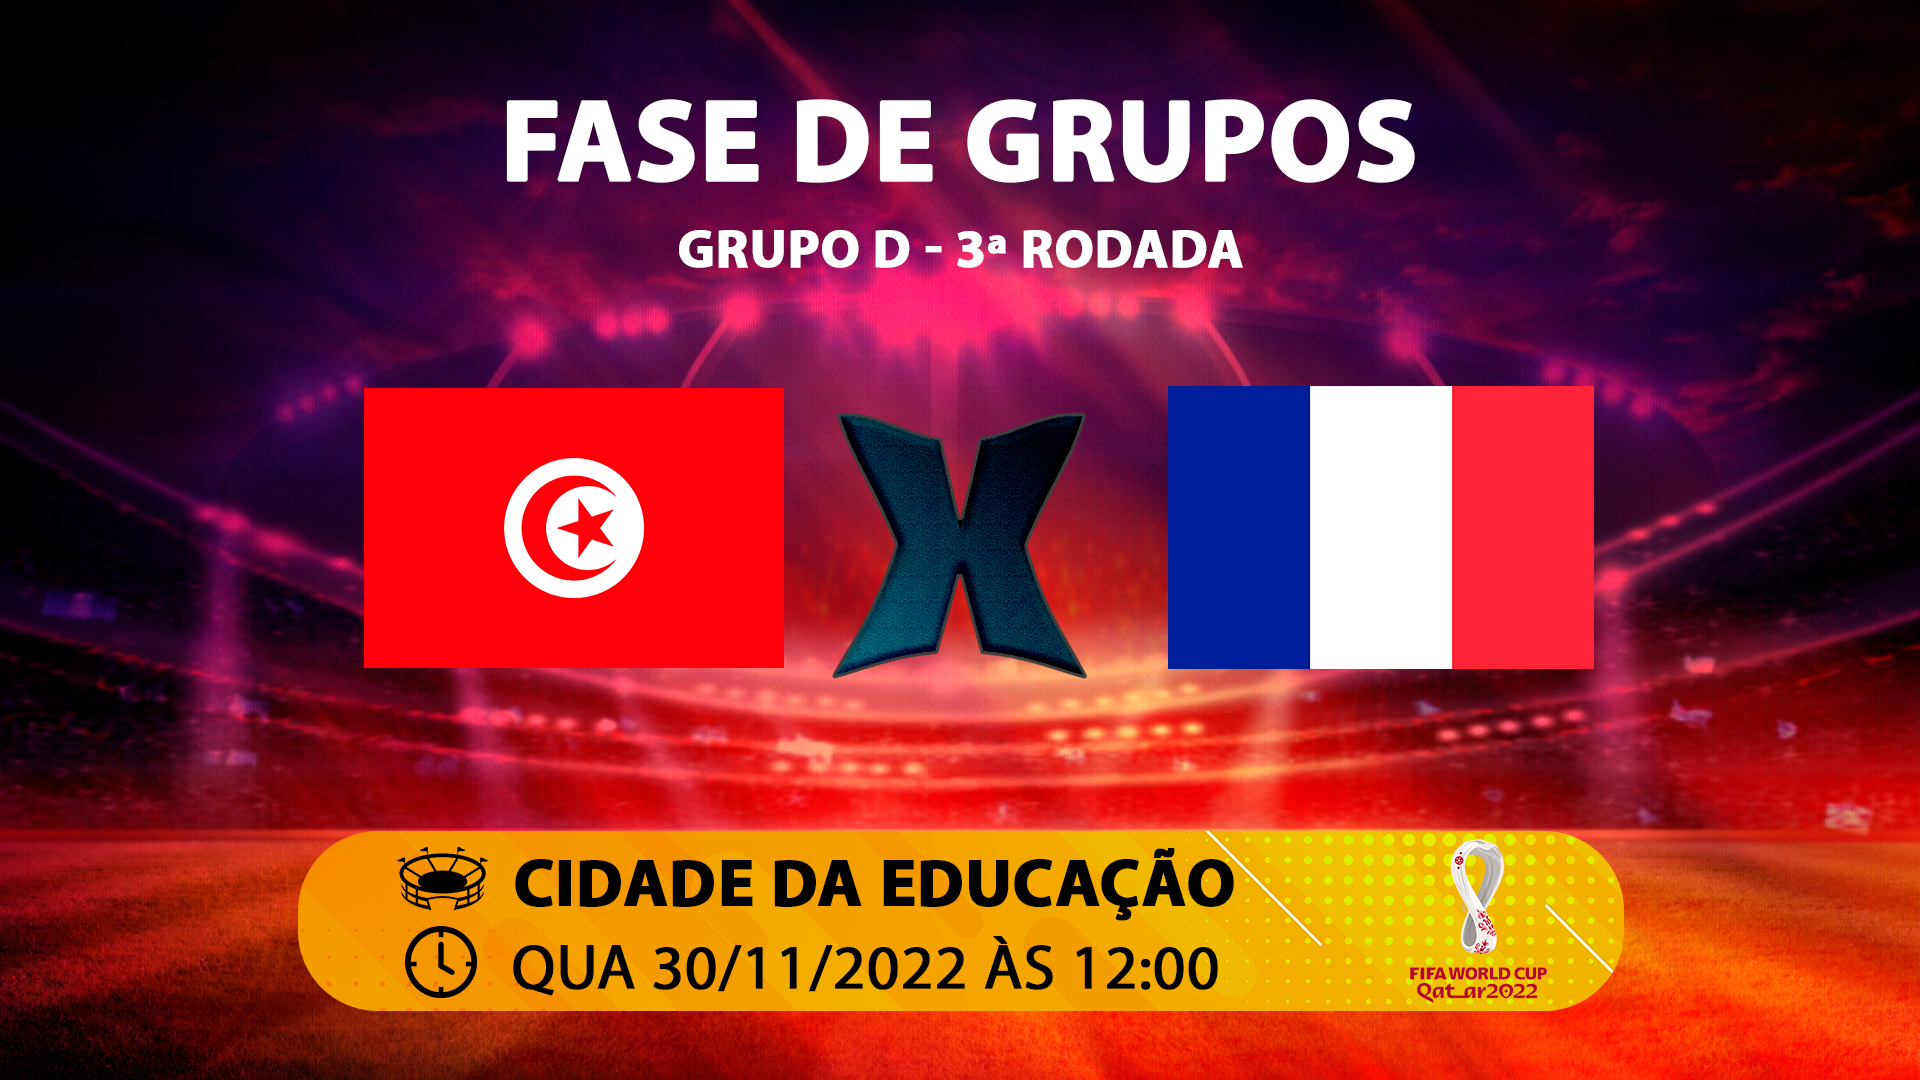 FASE DE GRUPOS
GRUPO D - 3ª RODADA
X
CIDADE DA EDUCAÇÃO
QUA 30/11/2022 ÀS 12:00
FIFA WORLD CUP
Qatar2022